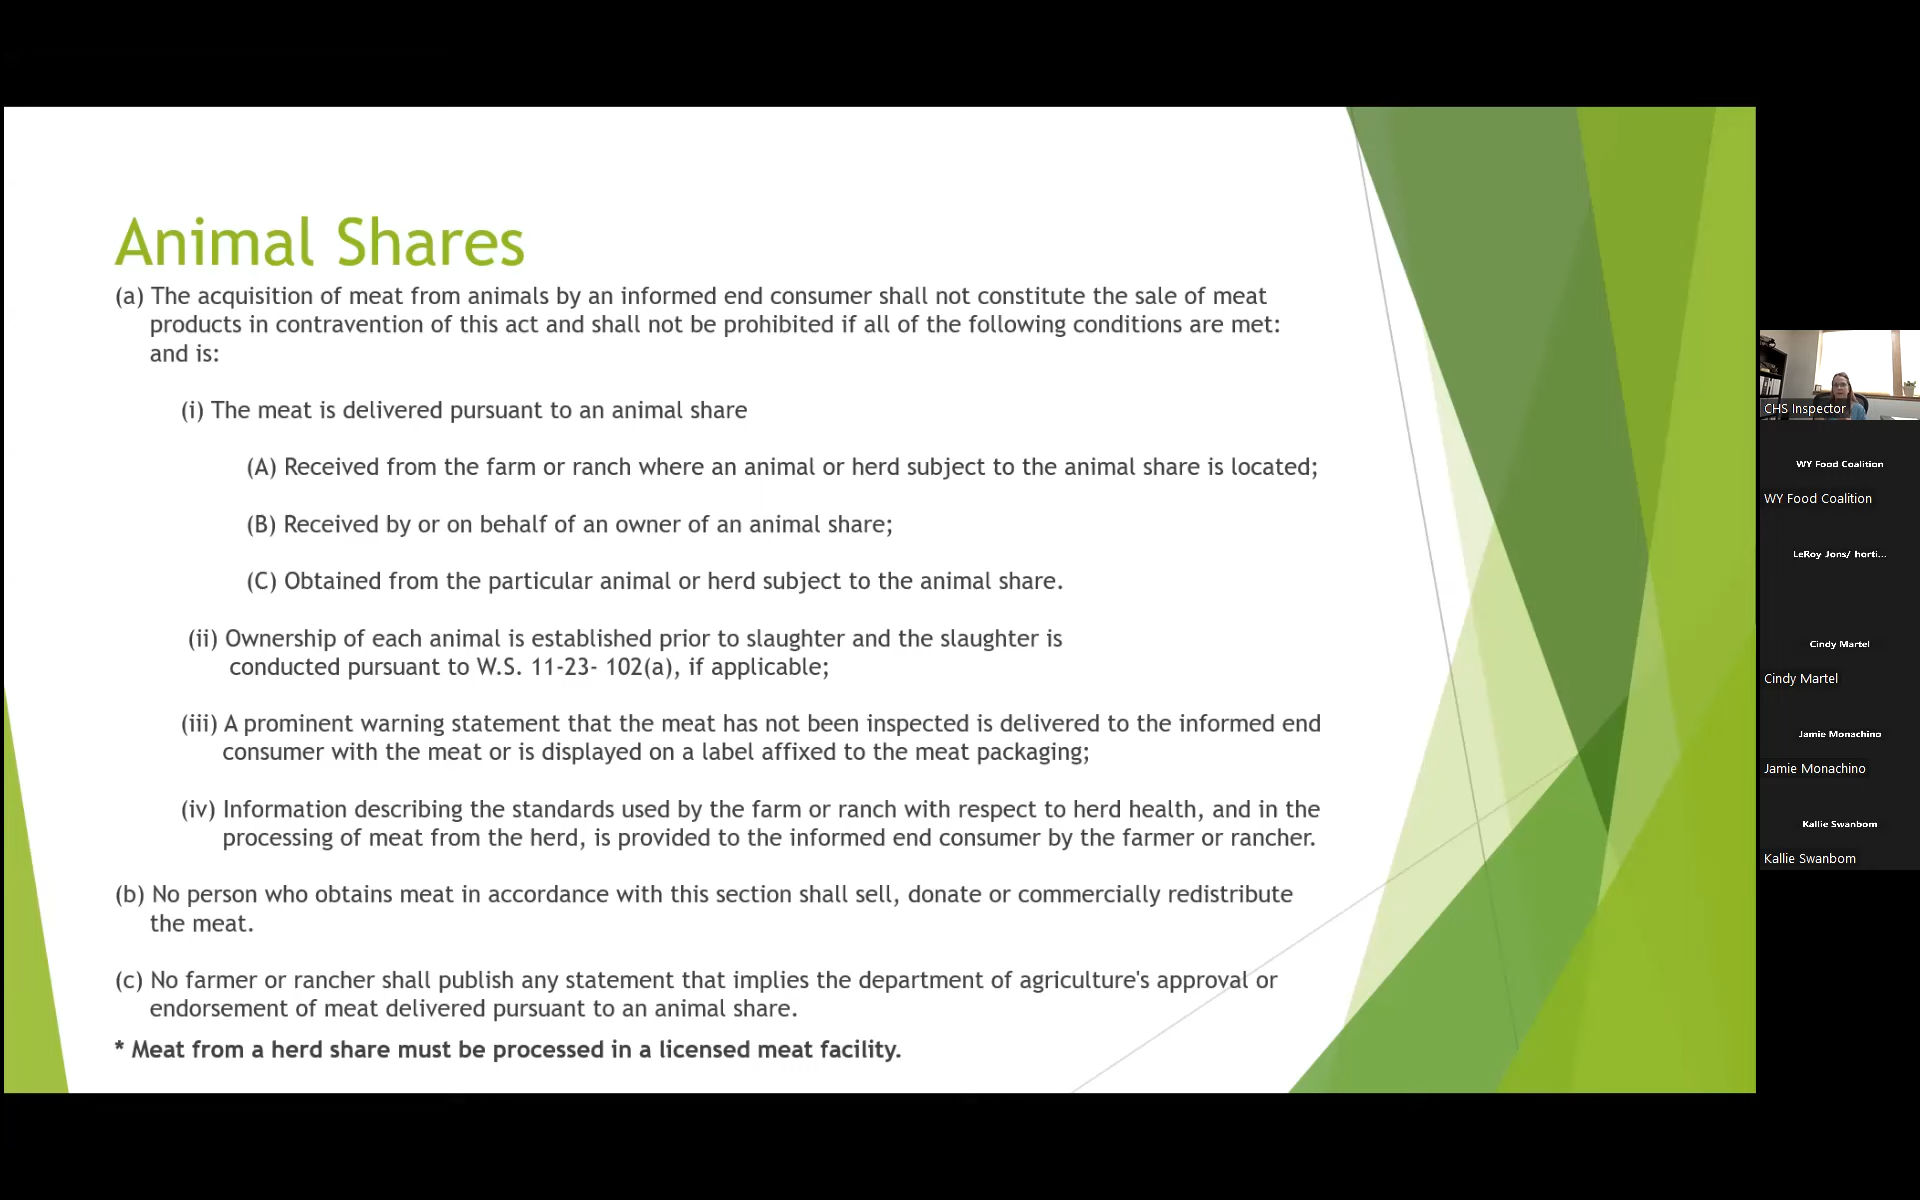 Animal Shares
(a) The acquisition of meat from animals by an informed end consumer shall not constitute the sale of meat
products in contravention of this act and shall not be prohibited if all of the following conditions are met:
and is:
(i) The meat is delivered pursuant to an animal share
(A) Received from the farm or ranch where an animal or herd subject to the animal share is located;
(B) Received by or on behalf of an owner of an animal share;
(C) Obtained from the particular animal or herd subject to the animal share.
(ii) Ownership of each animal is established prior to slaughter and the slaughter is
conducted pursuant to W.S. 11-23- 102(a), if applicable;
(iii) A prominent warning statement that the meat has not been inspected is delivered to the informed end
consumer with the meat or is displayed on a label affixed to the meat packaging;
(iv) Information describing the standards used by the farm or ranch with respect to herd health, and in the
processing of meat from the herd, is provided to the informed end consumer by the farmer or rancher.
(b) No person who obtains meat in accordance with this section shall sell, donate or commercially redistribute
the meat.
(c) No farmer or rancher shall publish any statement that implies the department of agriculture's approval or
endorsement of meat delivered pursuant to an animal share.
* Meat from a herd share must be processed in a licensed meat facility.
CHS Inspector
WY Food Coalition
WY Food Coalition
LeRoy Jons/ horti...
Cindy Martel
Cindy Martel
Jamie Monachino
Jamie Monachino
Kallie Swanbom
Kallie Swanbom